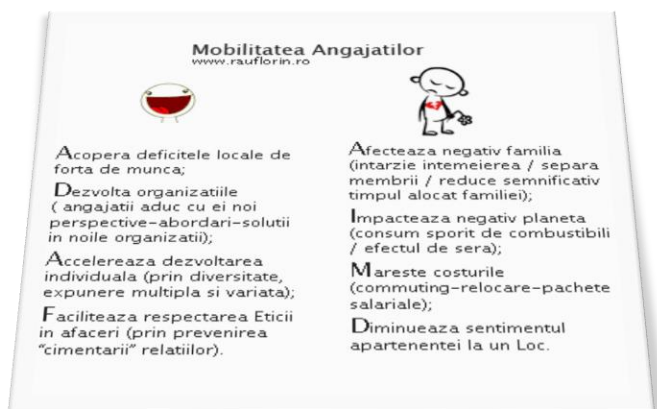 Mobilitatea Angajatilor
www.rauflorin.ro
Acopera deficitele locale de
forta de munca;
Dezvolta organizatiile
( angajatii aduc cu ei noi
perspective-abordari-solutii
in noile organizatii);
Accelereaza dezvoltarea
individuala (prin diversitate,
expunere multipla si variata);
Faciliteaza respectarea Eticii
in afaceri (prin prevenirea
"cimentarii" relatiilor).
Afecteaza negativ familia
(intarzie intemeierea / separa
membrii / reduce semnificativ
timpul alocat familiei);
Impacteaza negativ planeta
(consum sporit de combustibili
/ efectul de sera);
Mareste costurile
(commuting-relocare-pachete
salariale);
Diminueaza sentimentul
apartenentei la un Loc.